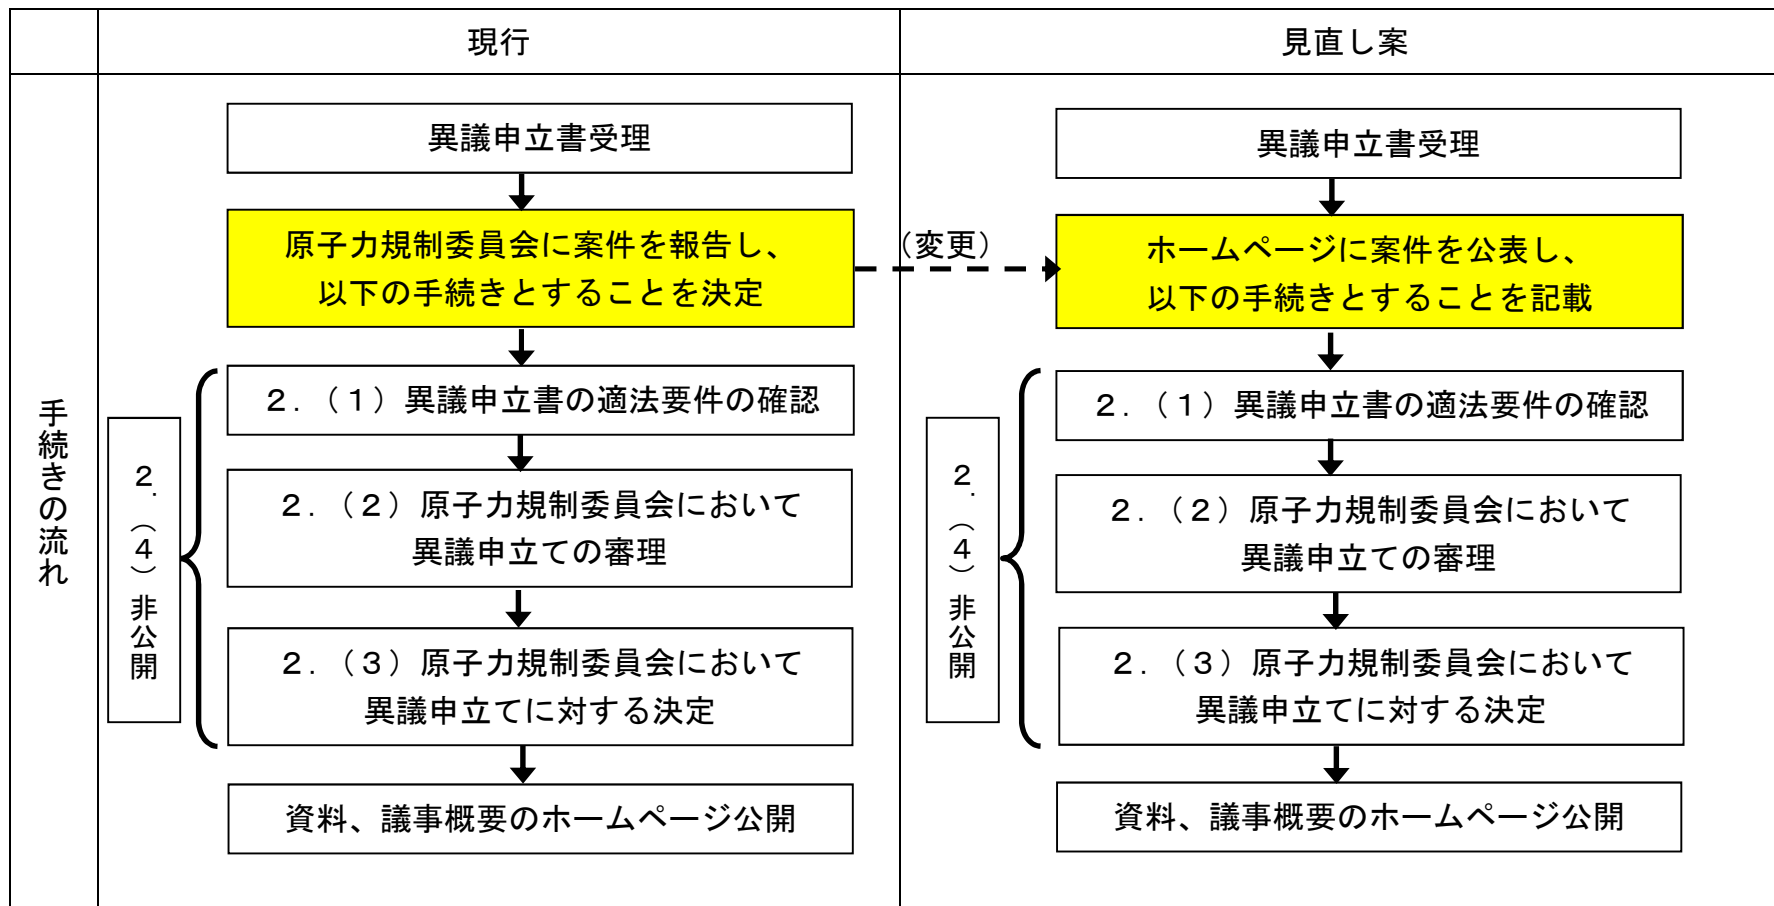 現行
見直し案
手続きの流れ
異議申立書受理
原子力規制委員会に案件を報告し、
以下の手続きとすることを決定
２．（１）異議申立書の適法要件の確認
２．（２）原子力規制委員会において
異議申立ての審理
２．（３）原子力規制委員会において
異議申立てに対する決定
２．（４）非公開
資料、議事概要のホームページ公開
（変更）
異議申立書受理
ホームページに案件を公表し、
以下の手続きとすることを記載
２．（１）異議申立書の適法要件の確認
２．（２）原子力規制委員会において
異議申立ての審理
２．（３）原子力規制委員会において
異議申立てに対する決定
２．（４）非公開
資料、議事概要のホームページ公開